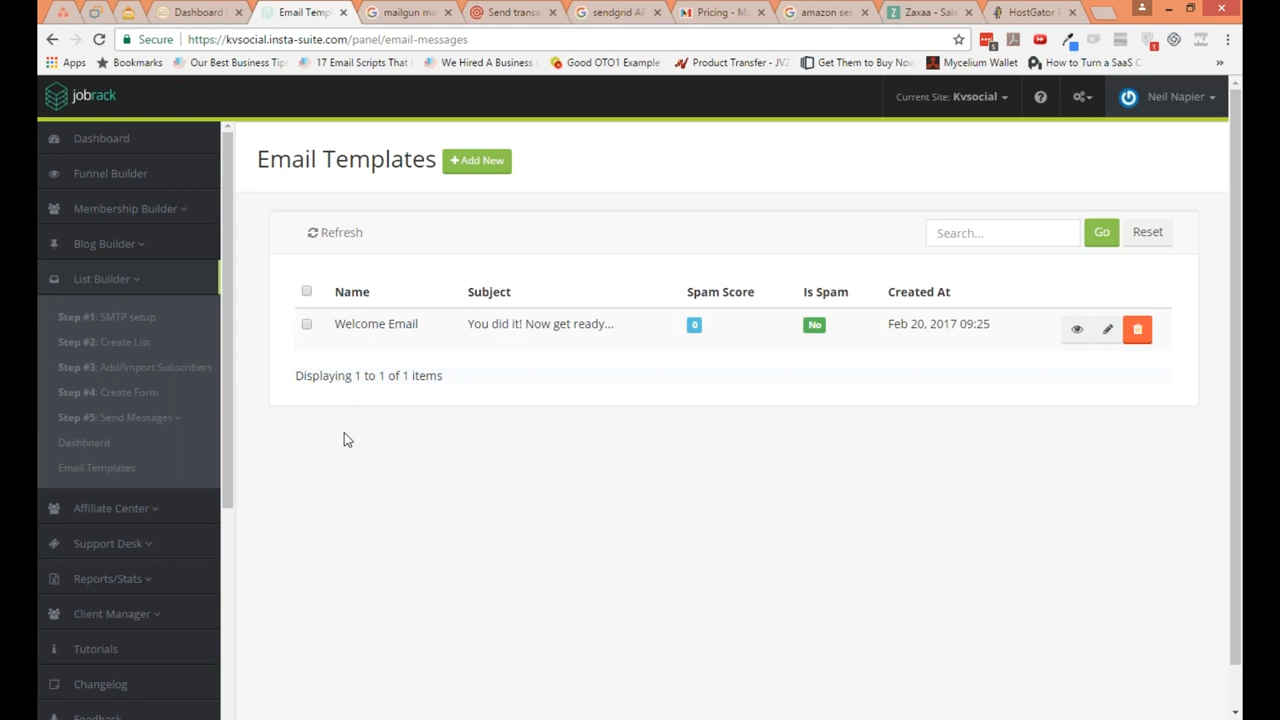 Dashboard
Email Temp
mailgun ma
Send transa
sendgrid AP
Pricing - Mx
amazon ses
Zaxaa - Sale
HostGator
Secure
https://kvsocial.insta-suite.com/panel/email-messages
Apps
Bookmarks
Our Best Business Tip
17 Email Scripts That
We Hired A Business
Good OTO1 Example
Product Transfer - JVZ
Get Them to Buy Now
Mycelium Wallet
How to Turn a SaaS C
»
jobrack
Current Site: Kvsocial
Neil Napier
Dashboard
Funnel Builder
Membership Builder
Blog Builder
List Builder
Step #1: SMTP setup
Step #2: Create List
Step #3: Add/Import Subscribers
Step #4: Create Form
Step #5: Send Messages
Dashboard
Email Templates
Affiliate Center
Support Desk
Reports/Stats
Client Manager
Tutorials
Changelog
Feedback
Email Templates
+ Add New
Refresh
Search...
Go
Reset
Name Subject Spam Score Is Spam Created At
Welcome Email You did it! Now get ready... 0 No Feb 20, 2017 09:25
Displaying 1 to 1 of 1 items